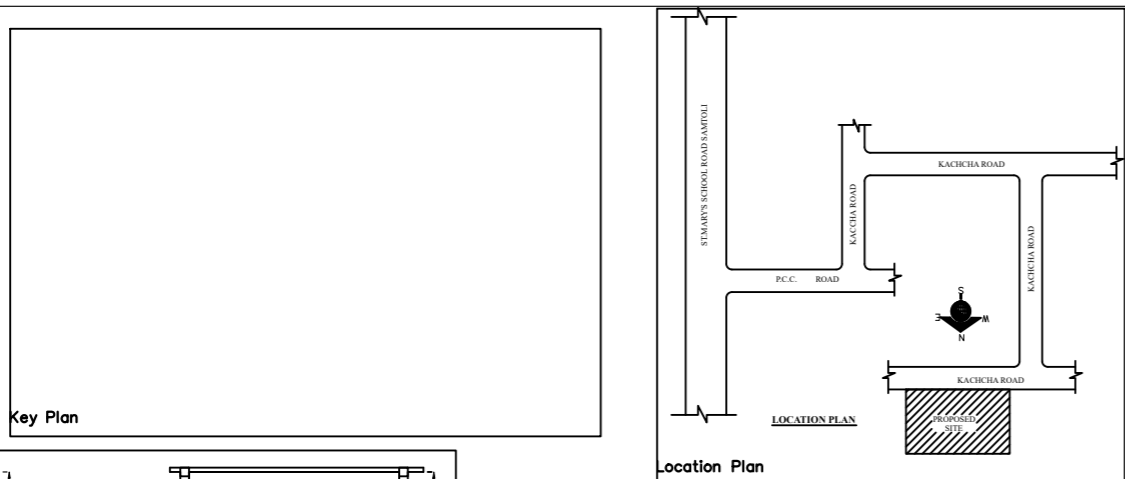 Key Plan
ST.MARY'S SCHOOL ROAD SAMTOLI
KACCHA ROAD
KACHCHA ROAD
KACHCHA ROAD
P.C.C. ROAD
S
E
W
N
KACHCHA ROAD
LOCATION PLAN
PROPOSED
SITE
Location Plan